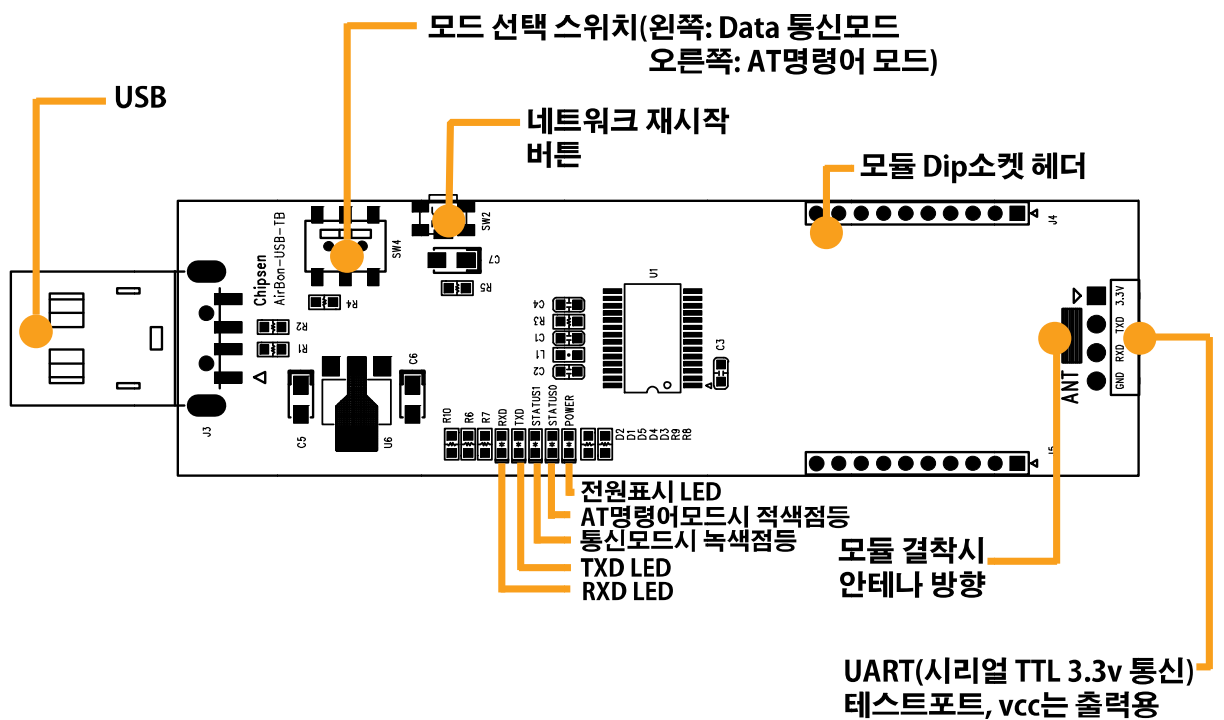 모드 선택 스위치(왼쪽: Data 통신모드
오른쪽: AT명령어 모드)
USB
네트워크 재시작
버튼
모듈 Dip소켓 헤더
Chipsen
AirBon-USB-TB
SW4
SW2
C7
R5
R4
R2
R1
J3
C5
C6
U6
C4
R3
C1
L1
C2
U1
C3
J4
J5
3.3V
TXD
RXD
GND
ANT
R10
R6
R7
RXD
TXD
STATUS1
STATUS0
POWER
D2
D1
D5
D4
D3
R9
R8
전원표시 LED
AT명령어모드시 적색점등
통신모드시 녹색점등
TXD LED
RXD LED
모듈 결착시
안테나 방향
UART(시리얼 TTL 3.3v 통신)
테스트포트, vcc는 출력용